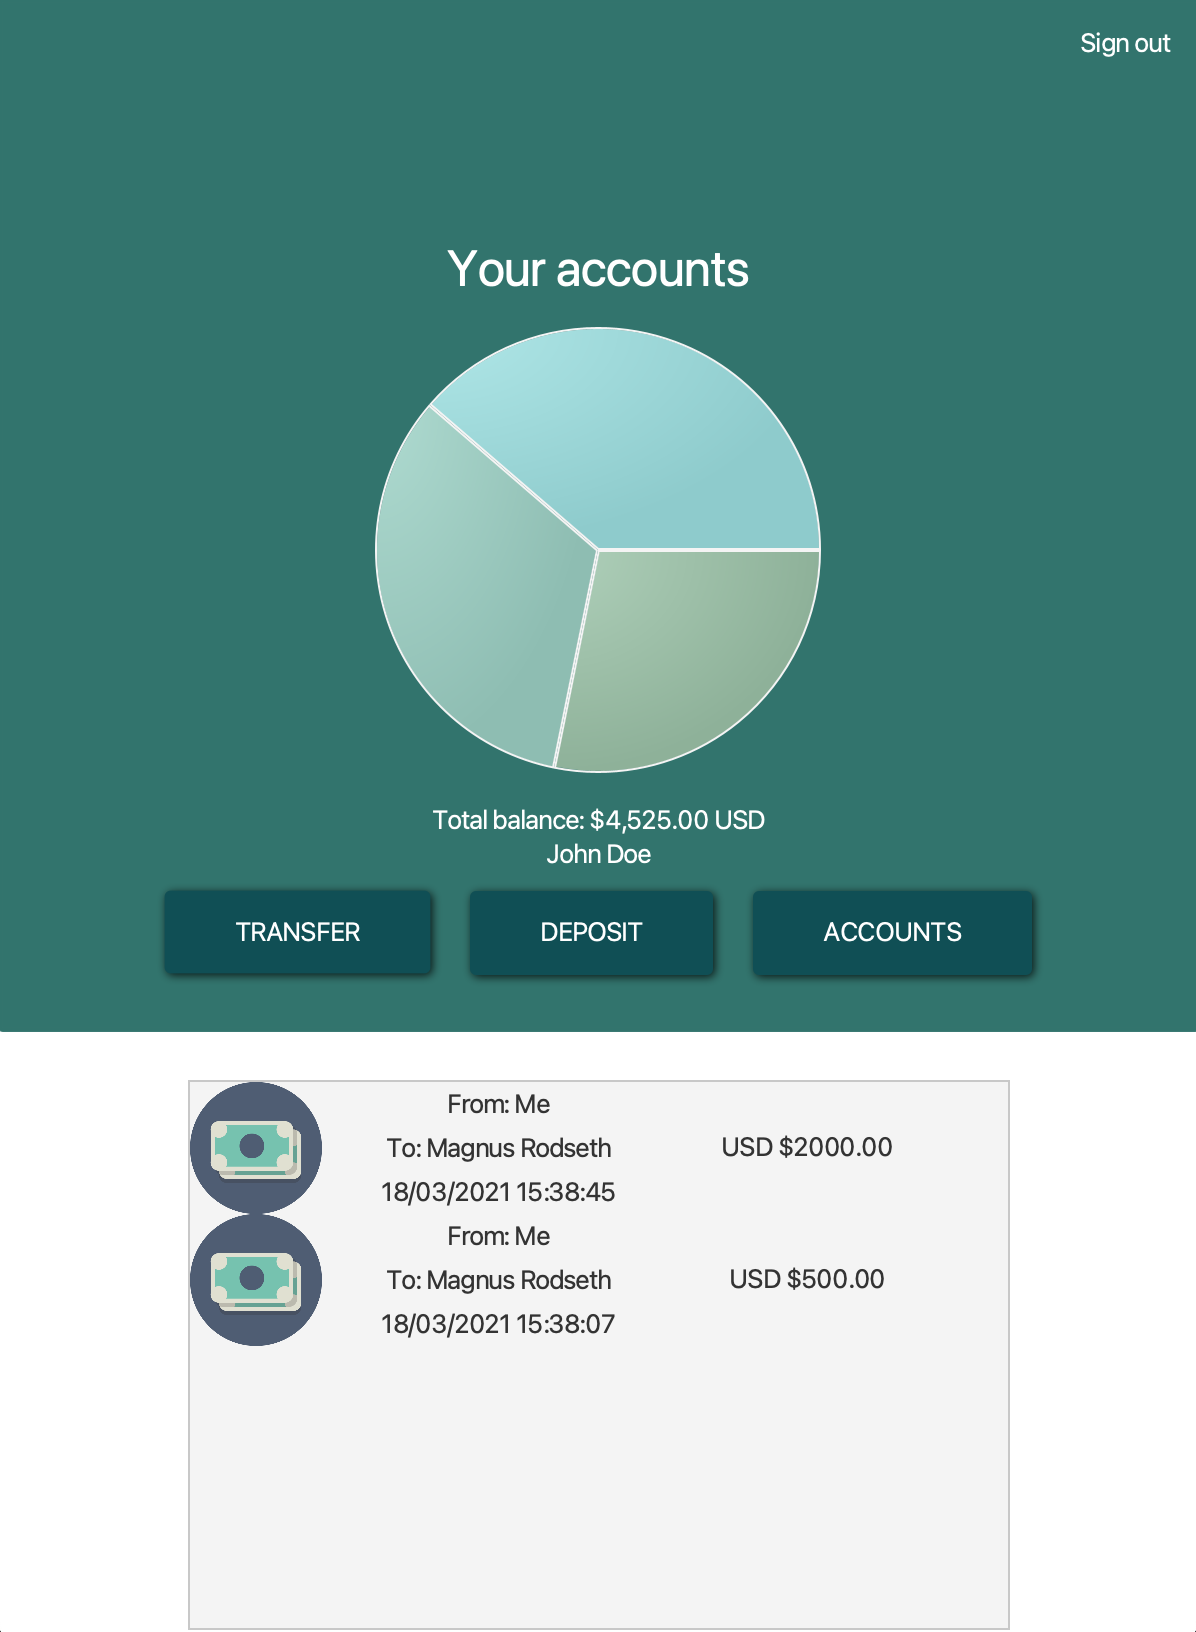 Sign out
Your accounts
Total balance: $4,525.00 USD
John Doe
TRANSFER
DEPOSIT
ACCOUNTS
From: Me
To: Magnus Rodseth
USD $2000.00
18/03/2021 15:38:45
From: Me
To: Magnus Rodseth
USD $500.00
18/03/2021 15:38:07